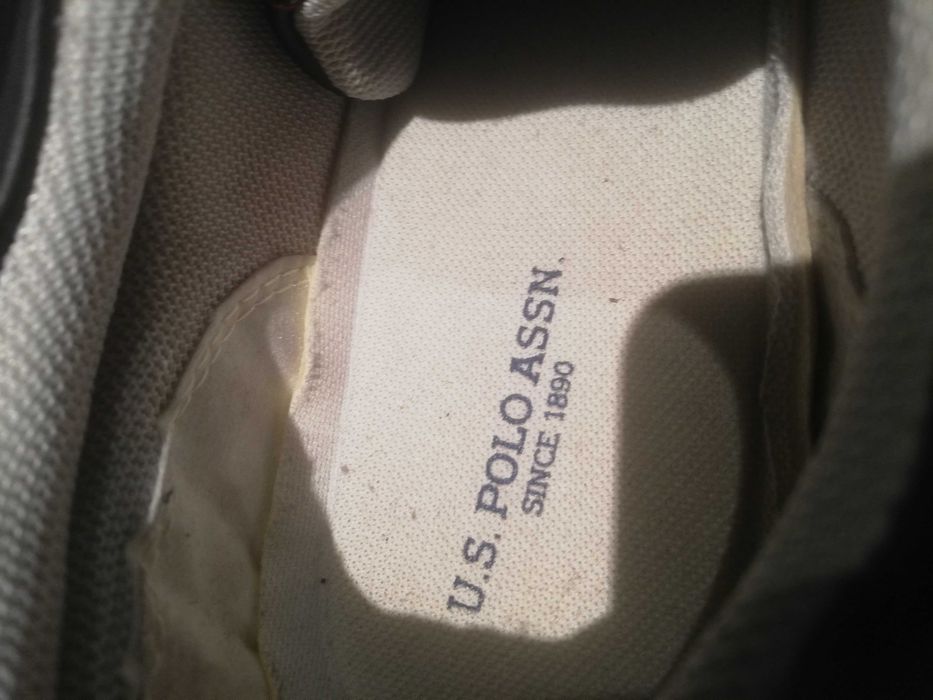 U.S. POLO ASSN.
SINCE 1890